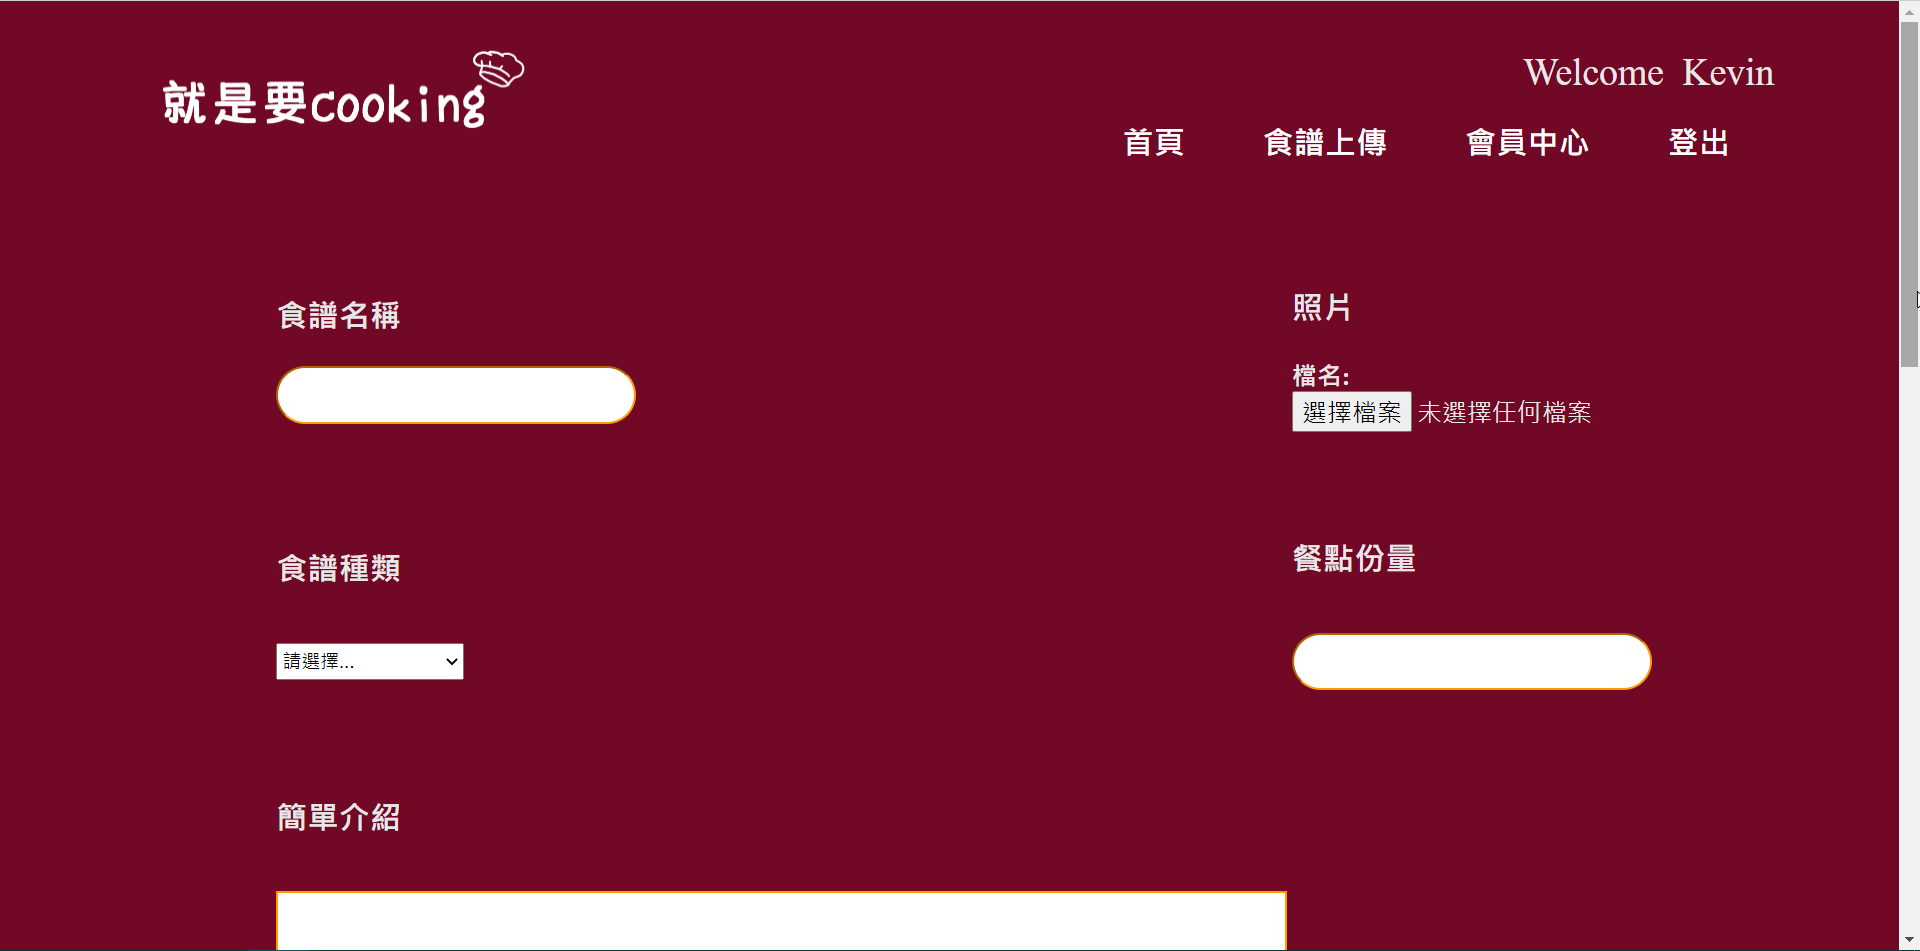 就是要cooking
Welcome Kevin
首頁 食譜上傳 會員中心 登出
食譜名稱
照片
檔名:
選擇檔案 未選擇任何檔案
食譜種類
餐點份量
請選擇...
簡單介紹